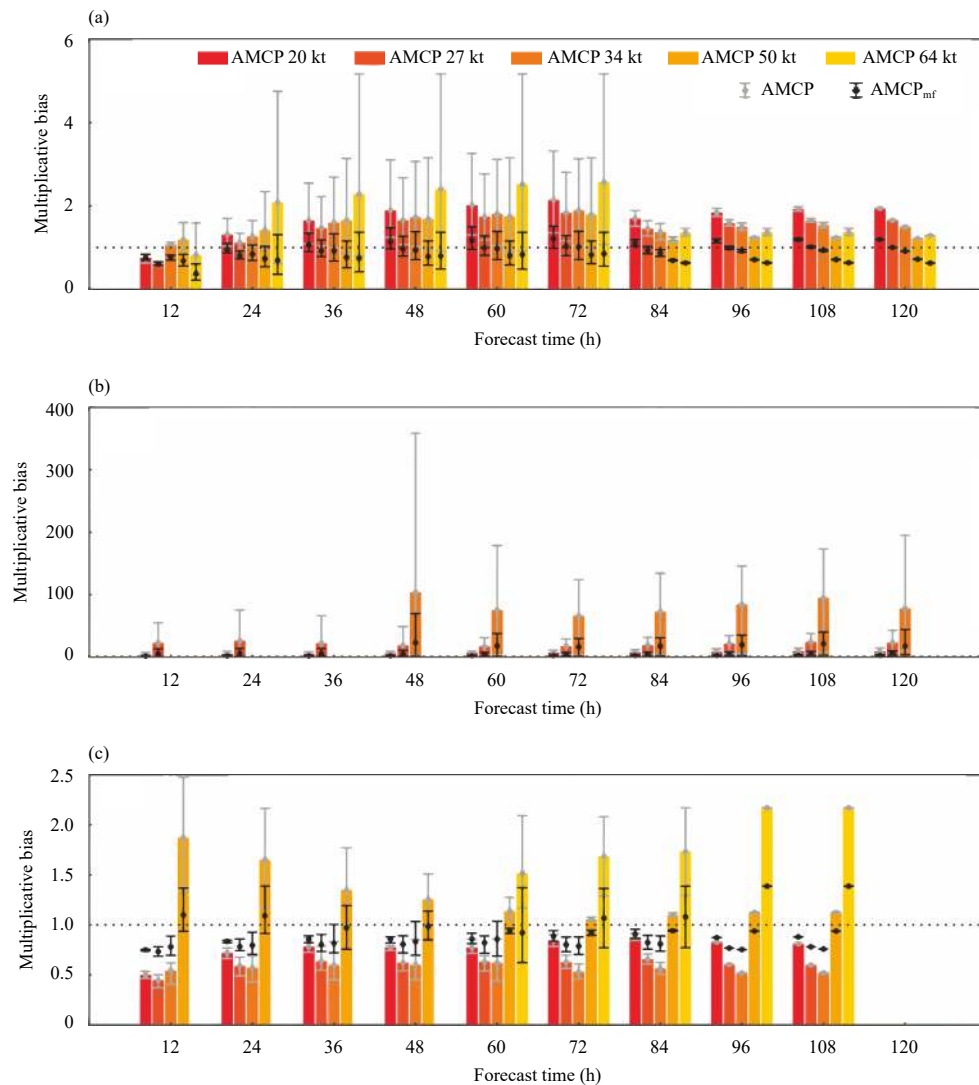 (a)
6
4
2
0
Multiplicative bias
AMCP 20 kt AMCP 27 kt AMCP 34 kt AMCP 50 kt AMCP 64 kt
AMCP AMCPmf
12 24 36 48 60 72 84 96 108 120
Forecast time (h)
(b)
400
300
200
100
0
Multiplicative bias
12 24 36 48 60 72 84 96 108 120
Forecast time (h)
(c)
2.5
2.0
1.5
1.0
0.5
0
Multiplicative bias
12 24 36 48 60 72 84 96 108 120
Forecast time (h)